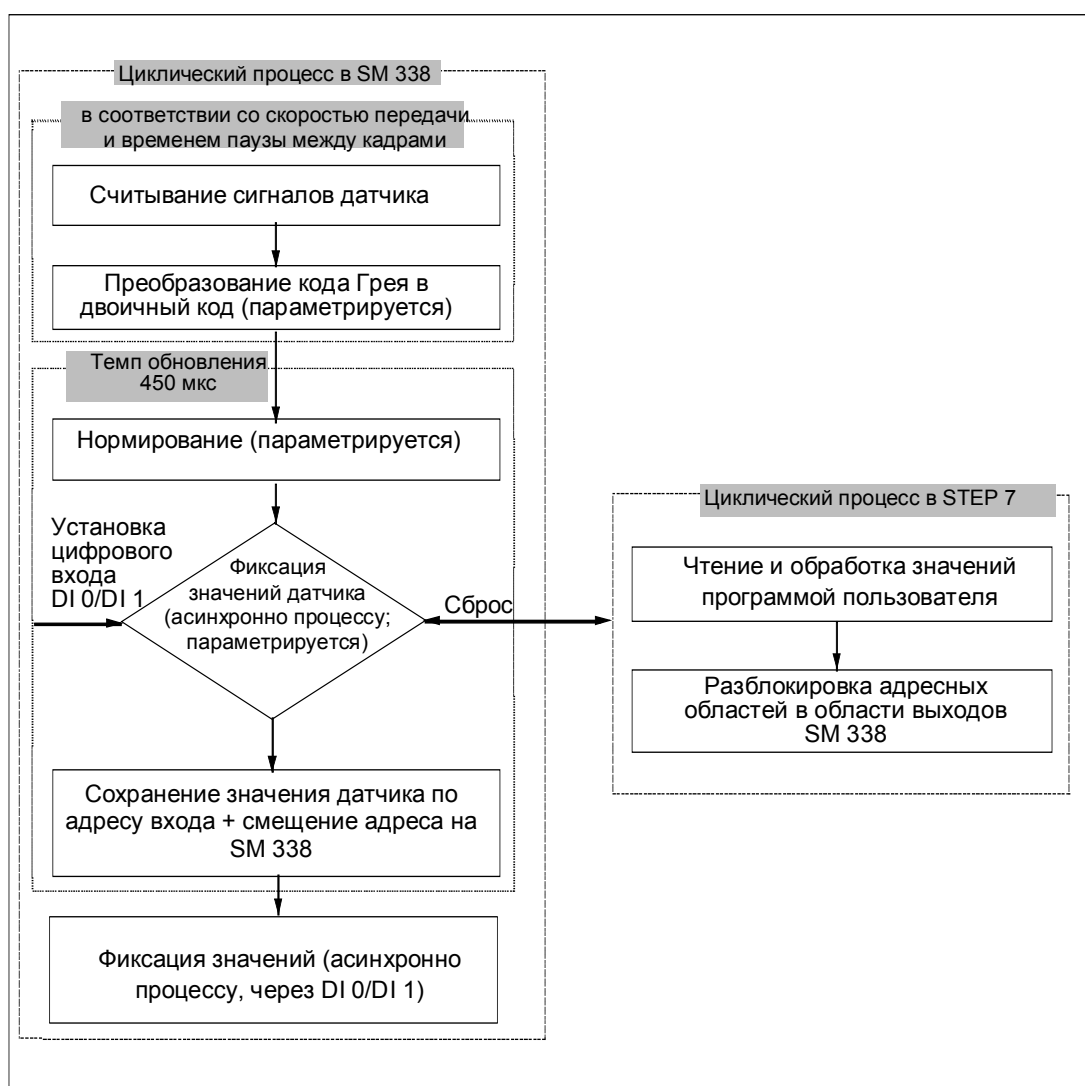 Циклический процесс в SM 338
в соответствии со скоростью передачи
и временем паузы между кадрами
Считывание сигналов датчика
Преобразование кода Грея в
двоичный код (параметрируется)
Темп обновления
450 мкс
Нормирование (параметрируется)
Установка
цифрового
входа
DI 0/DI 1
Фиксация
значений датчика
(асинхронно процессу;
параметрируется)
Сброс
Сохранение значения датчика по
адресу входа + смещение адреса на
SM 338
Фиксация значений (асинхронно
процессу, через DI 0/DI 1)
Циклический процесс в STEP 7
Чтение и обработка значений
программой пользователя
Разблокировка адресных
областей в области выходов
SM 338